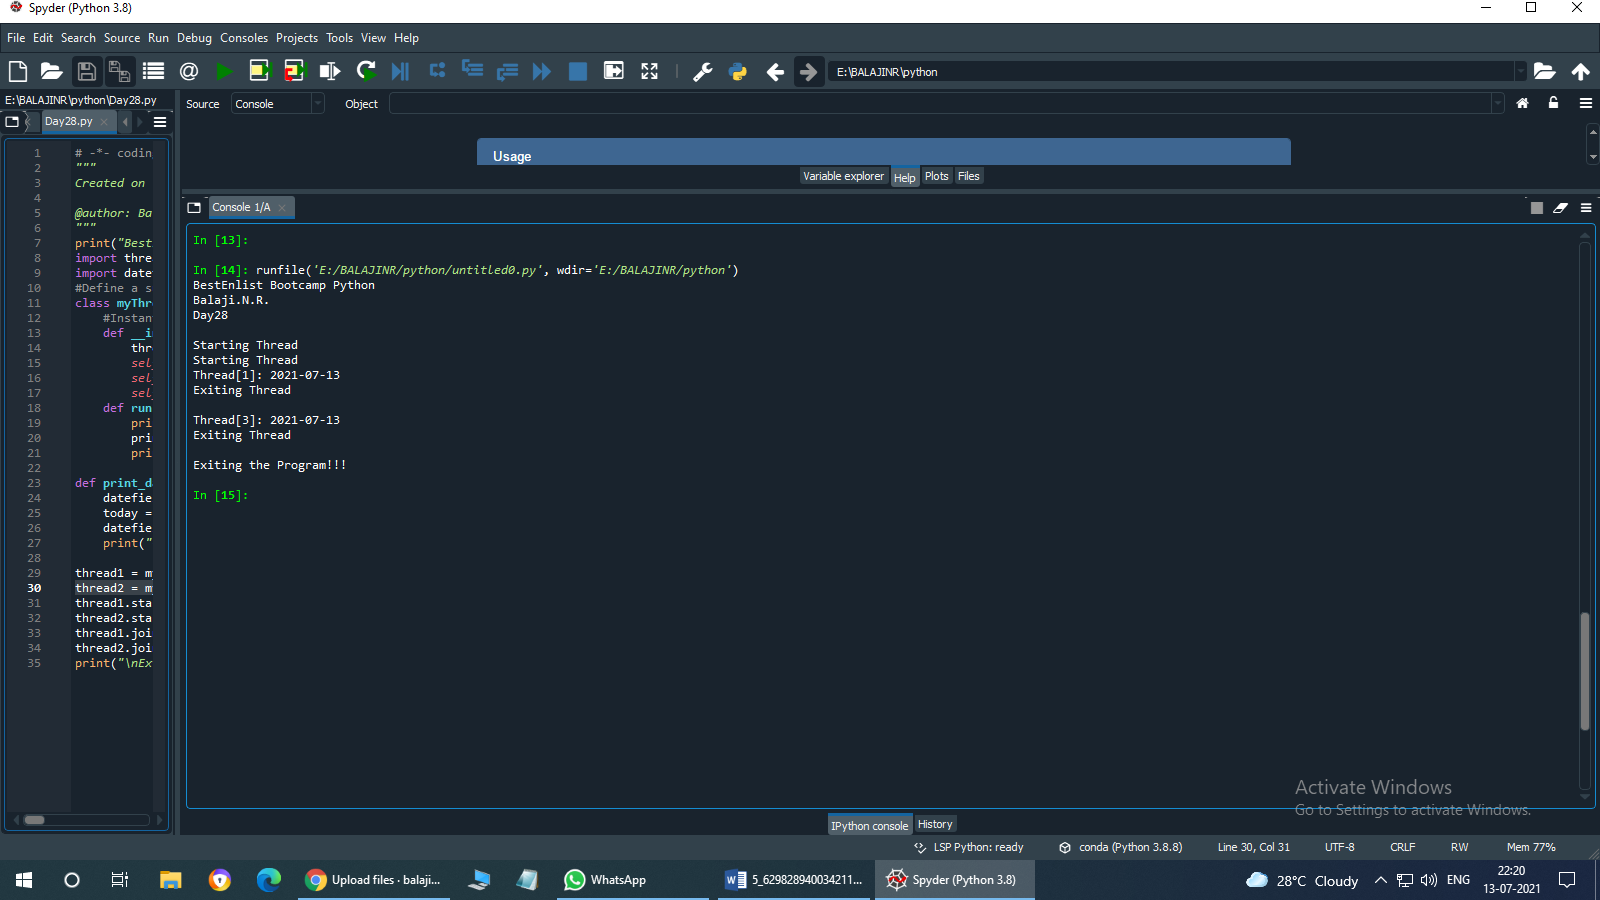 Spyder (Python 3.8)
File Edit Search Source Run Debug Consoles Projects Tools View Help
E:\BALAJINR\python
E:\BALAJINR\python\Day28.py
Day28.py
1 # -*- codin
2 """
3 Created on
4
5 @author: Ba
6 """
7 print("Best
8 import thre
9 import date
10 #Define a s
11 class myThr
12 #Instan
13 def __i
14 thr
15 sel
16 sel
17 sel
18 def run
19 pri
20 pri
21 pri
22
23 def print_d
24 datefie
25 today =
26 datefie
27 print("
28
29 thread1 = m
30 thread2 = m
31 thread1.sta
32 thread2.sta
33 thread1.joi
34 thread2.joi
35 print("\nEx
Source Console Object
Usage
Variable explorer Help Plots Files
Console 1/A
In [13]:
In [14]: runfile('E:/BALAJINR/python/untitled0.py', wdir='E:/BALAJINR/python')
BestEnlist Bootcamp Python
Balaji.N.R.
Day28
Starting Thread
Starting Thread
Thread[1]: 2021-07-13
Exiting Thread
Thread[3]: 2021-07-13
Exiting Thread
Exiting the Program!!!
In [15]:
Activate Windows
Go to Settings to activate Windows.
IPython console History
LSP Python: ready conda (Python 3.8.8) Line 30, Col 31 UTF-8 CRLF RW Mem 77%
Upload files · balaji... WhatsApp 5_629828940034211... Spyder (Python 3.8) 28°C Cloudy ENG 22:20
13-07-2021